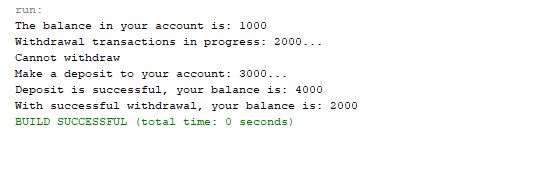 run:
The balance in your account is: 1000
Withdrawal transactions in progress: 2000...
Cannot withdraw
Make a deposit to your account: 3000...
Deposit is successful, your balance is: 4000
With successful withdrawal, your balance is: 2000
BUILD SUCCESSFUL (total time: 0 seconds)